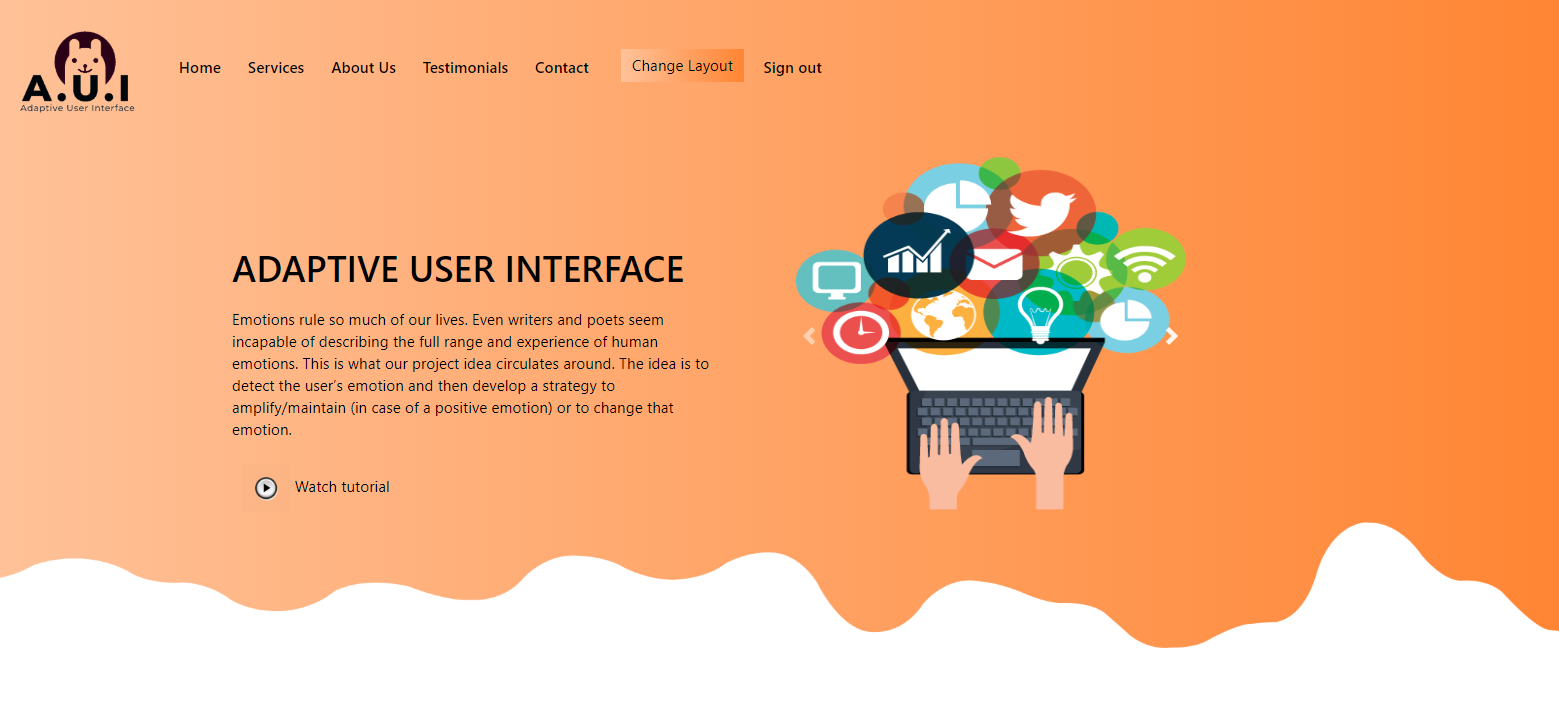 A.U.I
Adaptive User Interface
Home Services About Us Testimonials Contact Change Layout Sign out
ADAPTIVE USER INTERFACE
Emotions rule so much of our lives. Even writers and poets seem
incapable of describing the full range and experience of human
emotions. This is what our project idea circulates around. The idea is to
detect the user's emotion and then develop a strategy to
amplify/maintain (in case of a positive emotion) or to change that
emotion.
Watch tutorial